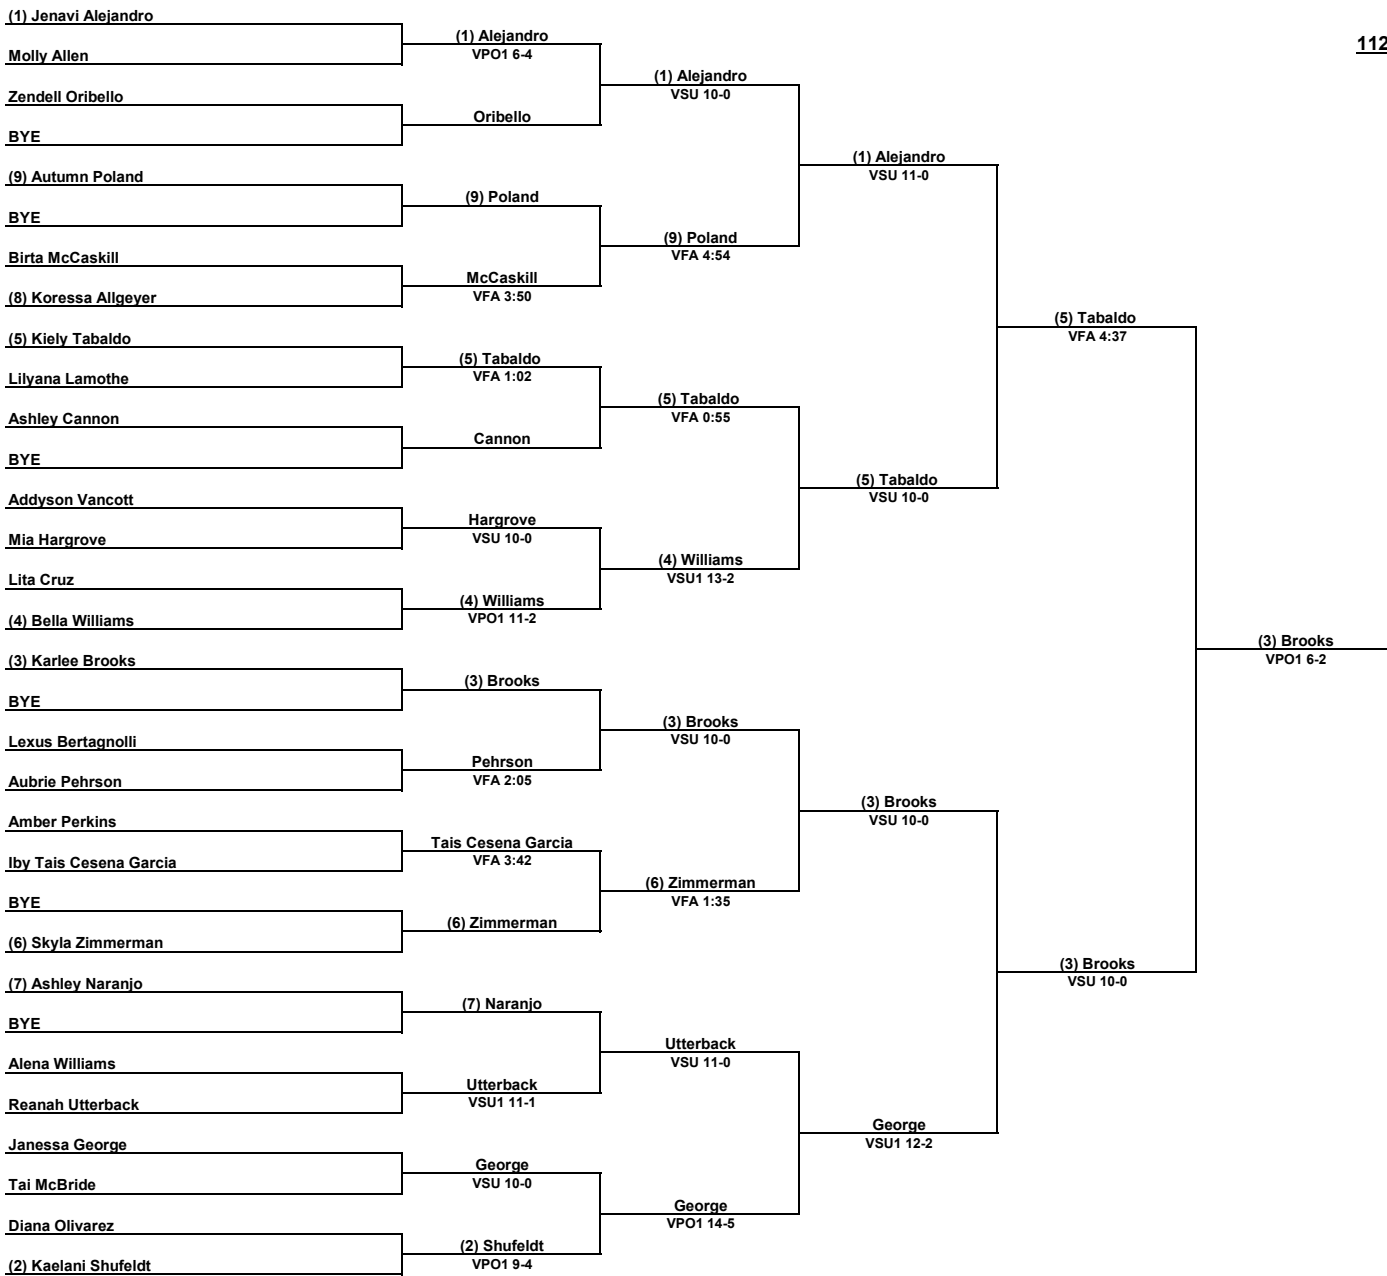 (1) Jenavi Alejandro
(1) Alejandro
112
Molly Allen
VPO1 6-4
(1) Alejandro
Zendell Oribello
VSU 10-0
Oribello
BYE
(1) Alejandro
(9) Autumn Poland
VSU 11-0
(9) Poland
BYE
(9) Poland
Birta McCaskill
VFA 4:54
McCaskill
(8) Koressa Allgeyer
VFA 3:50
(5) Tabaldo
(5) Kiely Tabaldo
VFA 4:37
(5) Tabaldo
Lilyana Lamothe
VFA 1:02
(5) Tabaldo
Ashley Cannon
VFA 0:55
Cannon
BYE
(5) Tabaldo
Addyson Vancott
VSU 10-0
Hargrove
Mia Hargrove
VSU 10-0
(4) Williams
Lita Cruz
VSU1 13-2
(4) Williams
(4) Bella Williams
VPO1 11-2
(3) Brooks
(3) Karlee Brooks
VPO1 6-2
(3) Brooks
BYE
(3) Brooks
Lexus Bertagnolli
VSU 10-0
Pehrson
Aubrie Pehrson
VFA 2:05
(3) Brooks
Amber Perkins
VSU 10-0
Tais Cesena Garcia
Iby Tais Cesena Garcia
VFA 3:42
(6) Zimmerman
BYE
VFA 1:35
(6) Zimmerman
(6) Skyla Zimmerman
(3) Brooks
(7) Ashley Naranjo
VSU 10-0
(7) Naranjo
BYE
Utterback
Alena Williams
VSU 11-0
Utterback
Reanah Utterback
VSU1 11-1
George
Janessa George
VSU1 12-2
George
Tai McBride
VSU 10-0
George
Diana Olivarez
VPO1 14-5
(2) Shufeldt
(2) Kaelani Shufeldt
VPO1 9-4